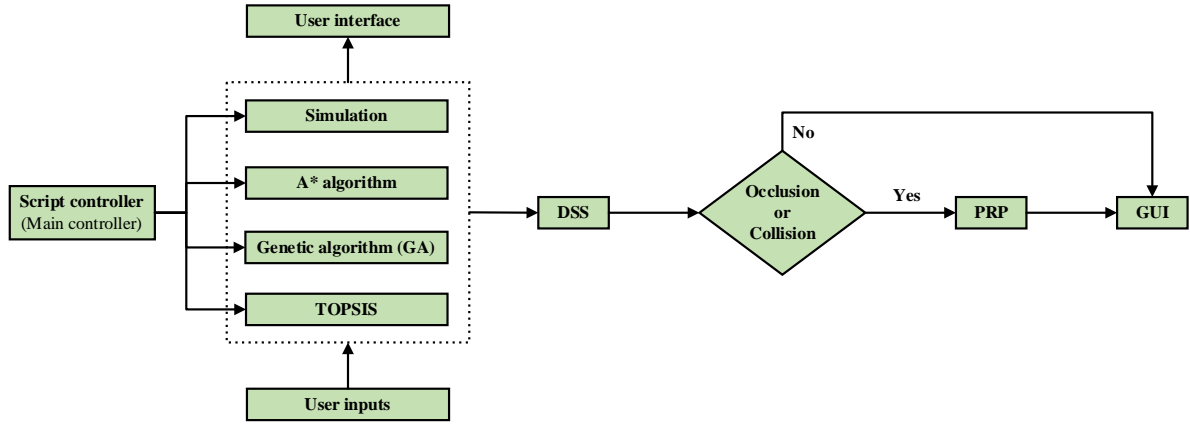 User interface
Simulation
A* algorithm
Script controller
(Main controller)
Genetic algorithm (GA)
TOPSIS
User inputs
DSS
Occlusion
or
Collision
No
Yes
PRP
GUI